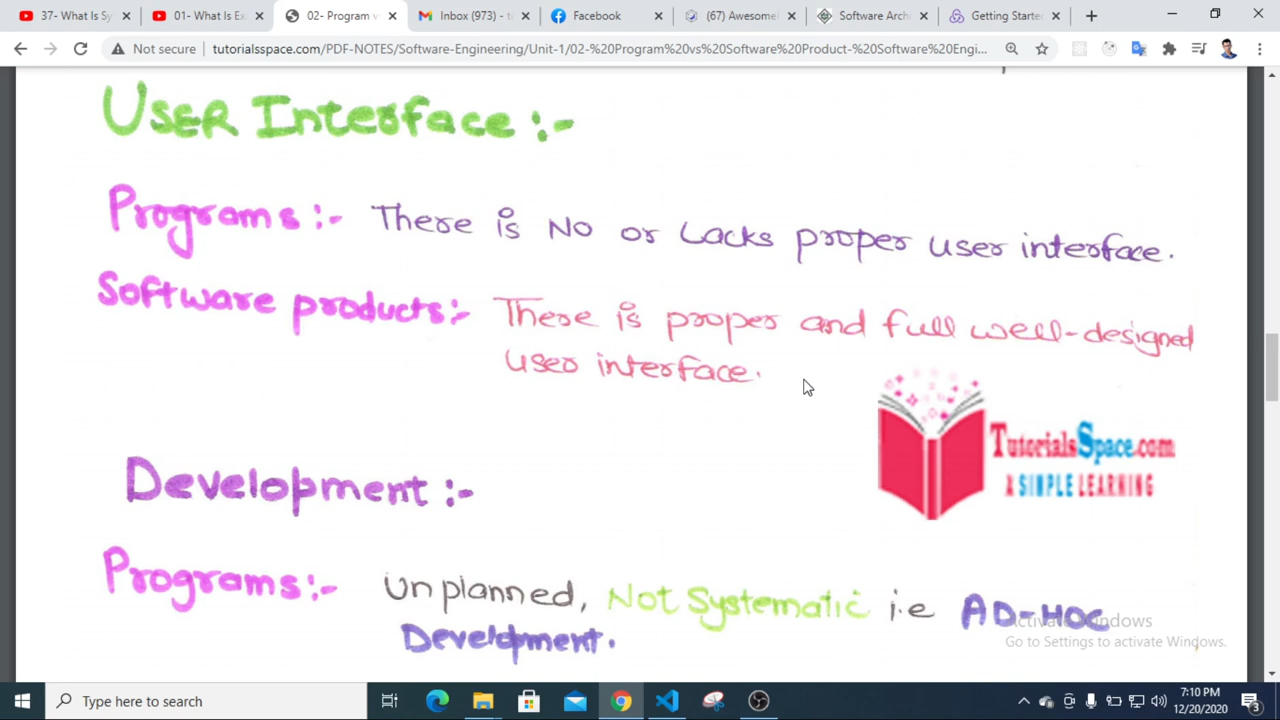 37- What Is Sy
01- What Is Ex
02- Program v
Inbox (973) - t
Facebook
(67) Awesome
Software Arch
Getting Starte
Not secure
tutorialsspace.com/PDF-NOTES/Software-Engineering/Unit-1/02-%20Program%20vs%20Software%20Product-%20Software%20Engi...
USER Interface :-
Programs :- There is No or Lacks proper user interface.
Software products:- There is proper and full well-designed
user interface.
TutorialsSpace.com
A SIMPLE LEARNING
Development :-
Programs:- Unplanned, Not Systematic i.e AD-HOC
Development.
Activate Windows
Go to Settings to activate Windows.
Type here to search
7:10 PM
12/20/2020
3